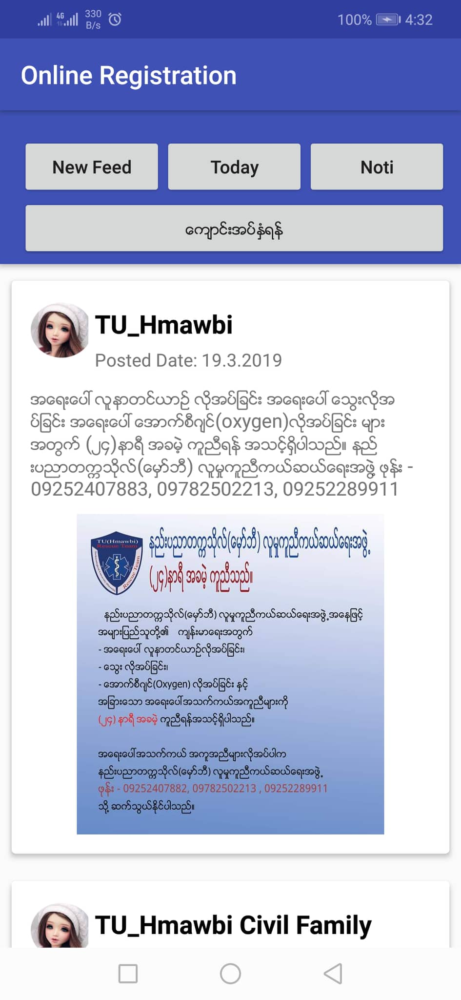 4G 330 B/s 100% 4:32
Online Registration
New Feed Today Noti
ကျောင်းအပ်နှံရန်
TU_Hmawbi
Posted Date: 19.3.2019
အရေးပေါ် လူနာတင်ယာဉ် လိုအပ်ခြင်း အရေးပေါ် သွေးလိုအ
ပ်ခြင်း အရေးပေါ် အောက်စီဂျင်(oxygen)လိုအပ်ခြင်း များ
အတွက် (၂၄)နာရီ အခမဲ့ ကူညီရန် အသင့်ရှိပါသည်။ နည်
းပညာတက္ကသိုလ်(မှော်ဘီ) လူမှုကူညီကယ်ဆယ်ရေးအဖွဲ့ ဖုန်း -
09252407883, 09782502213, 09252289911
TU(Hmawbi)
Rescue Team
Rescue Team
နည်းပညာတက္ကသိုလ်(မှော်ဘီ) လူမှုကူညီကယ်ဆယ်ရေးအဖွဲ့
(၂၄)နာရီ အခမဲ့ ကူညီသည်။
နည်းပညာတက္ကသိုလ်(မှော်ဘီ) လူမှုကူညီကယ်ဆယ်ရေးအဖွဲ့အနေဖြင့်
အများပြည်သူတို့၏ ကျန်းမာရေးအတွက်
- အရေးပေါ် လူနာတင်ယာဉ်လိုအပ်ခြင်း၊
- သွေး လိုအပ်ခြင်း၊
- အောက်စီဂျင်(Oxygen) လိုအပ်ခြင်း နှင့်
အခြားသော အရေးပေါ်အသက်ကယ်အကူညီများကို
(၂၄) နာရီ အခမဲ့ ကူညီရန်အသင့်ရှိပါသည်။
အရေးပေါ်အသက်ကယ် အကူအညီများလိုအပ်ပါက
နည်းပညာတက္ကသိုလ်(မှော်ဘီ) လူမှုကူညီကယ်ဆယ်ရေးအဖွဲ့
ဖုန်း - 09252407882, 09782502213 , 09252289911
သို့ ဆက်သွယ်နိုင်ပါသည်။
TU_Hmawbi Civil Family